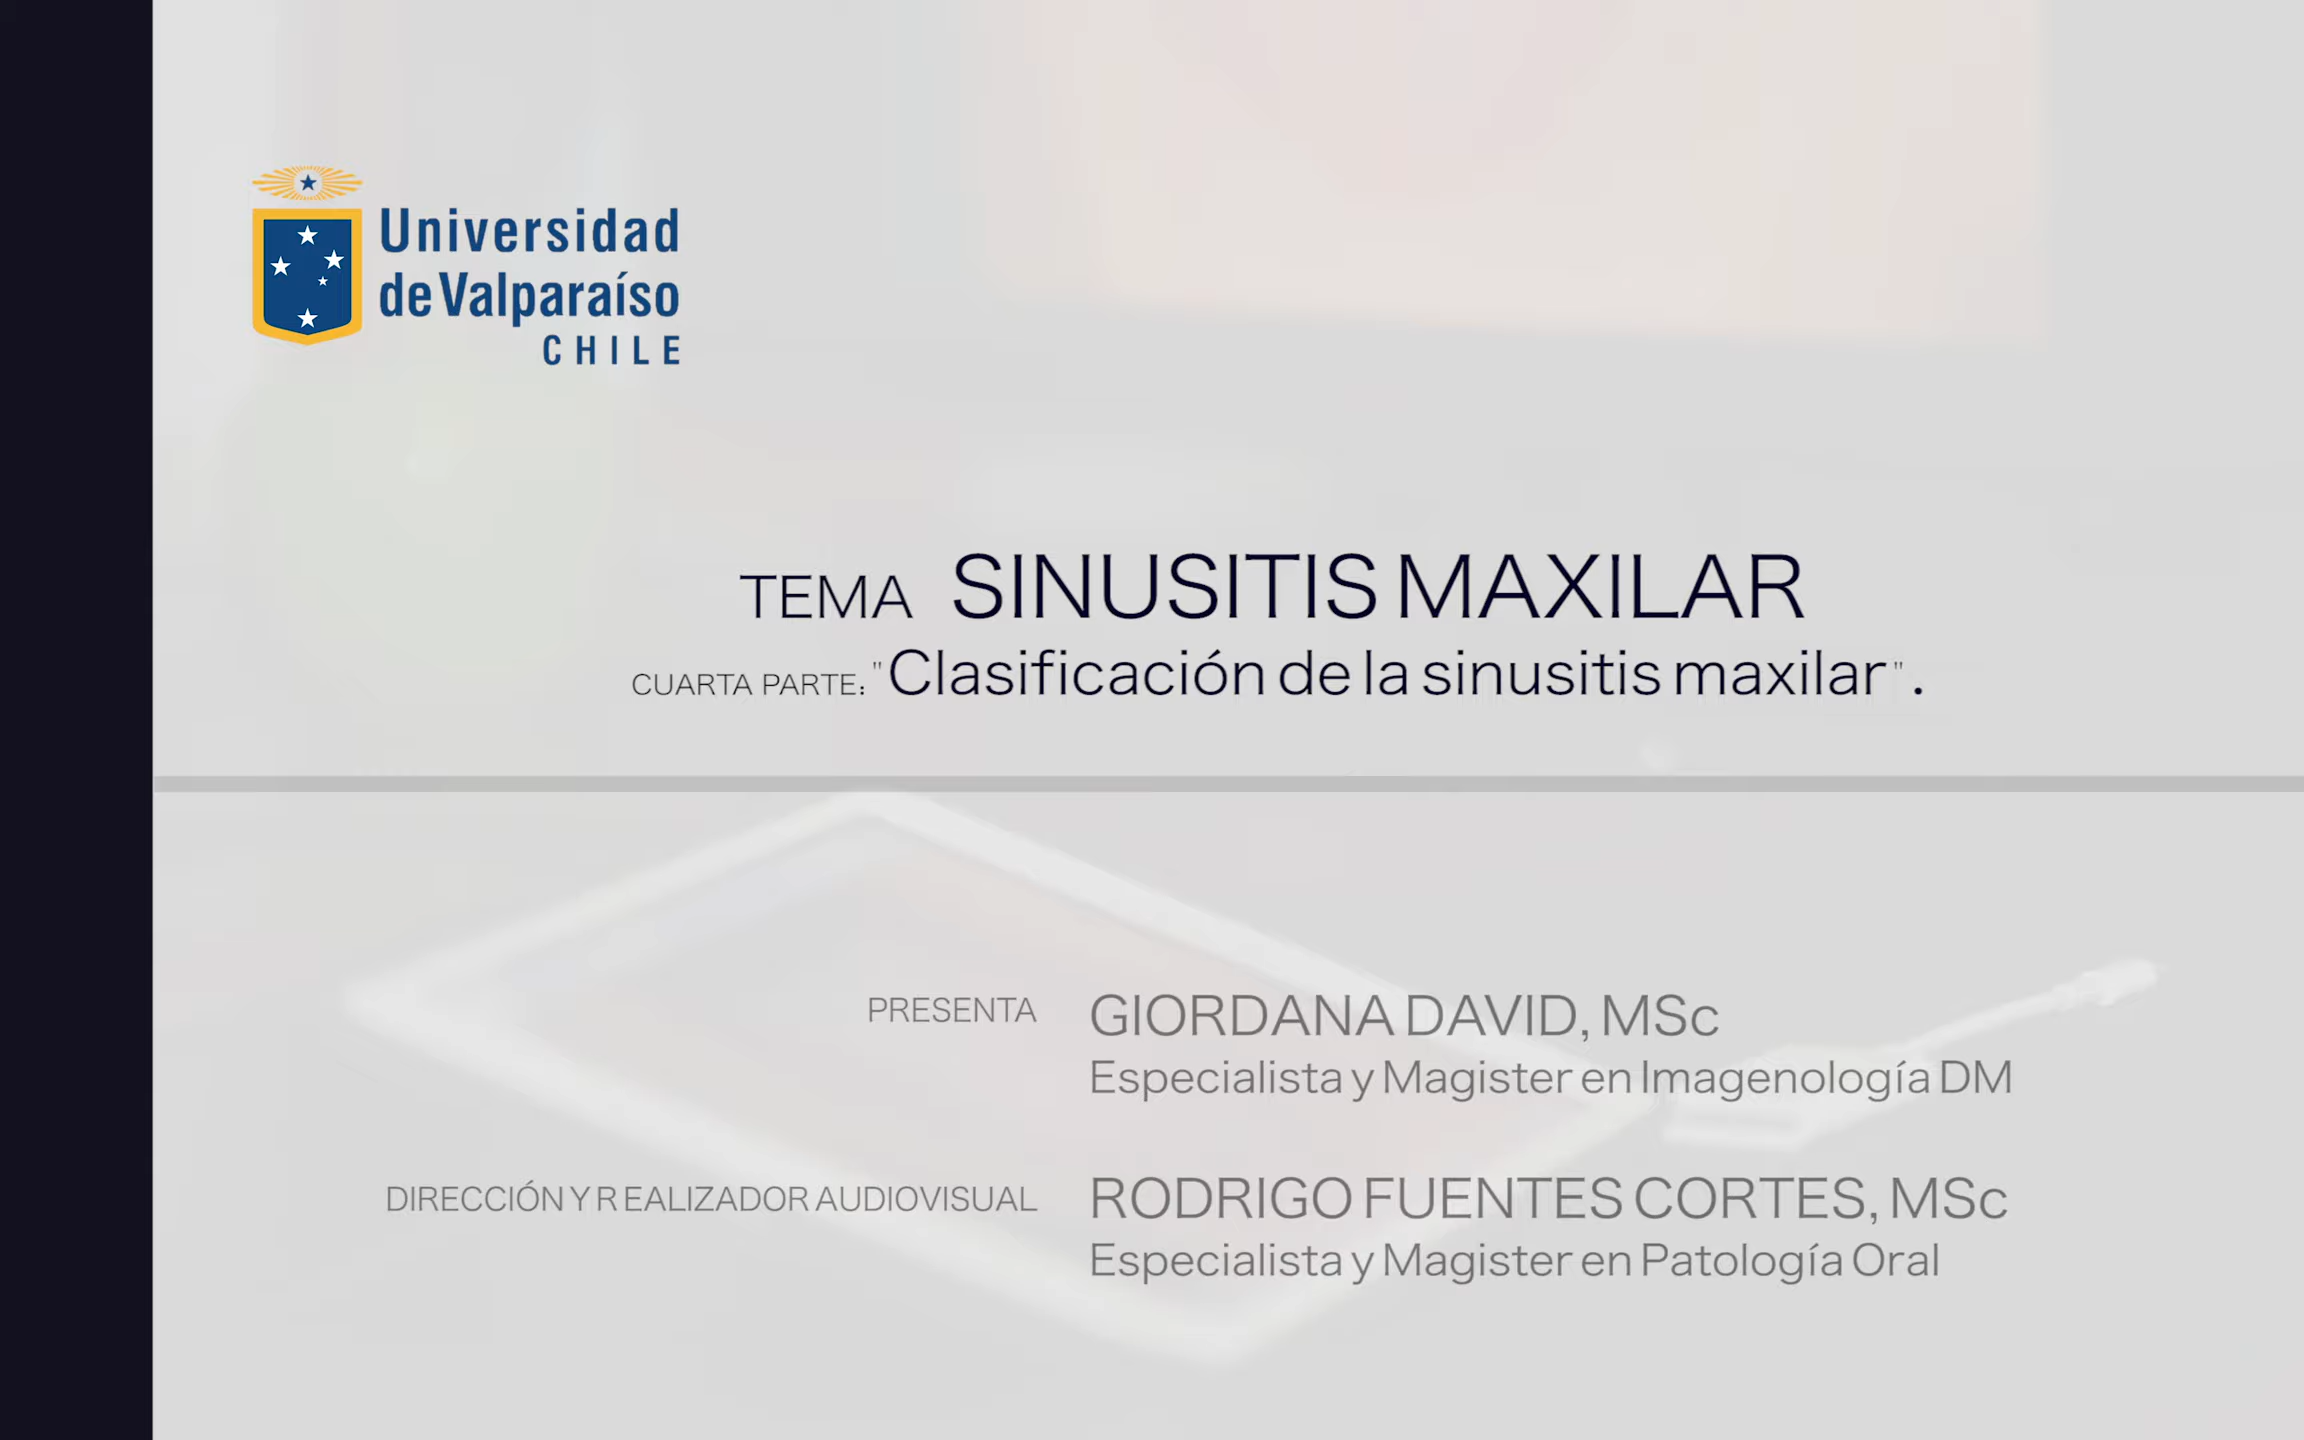 Universidad
de Valparaíso
CHILE
TEMA SINUSITIS MAXILAR
CUARTA PARTE: "Clasificación de la sinusitis maxilar".
PRESENTA GIORDANA DAVID, MSc
Especialista y Magister en Imagenología DM
DIRECCIÓN Y REALIZADOR AUDIOVISUAL RODRIGO FUENTES CORTES, MSc
Especialista y Magister en Patología Oral